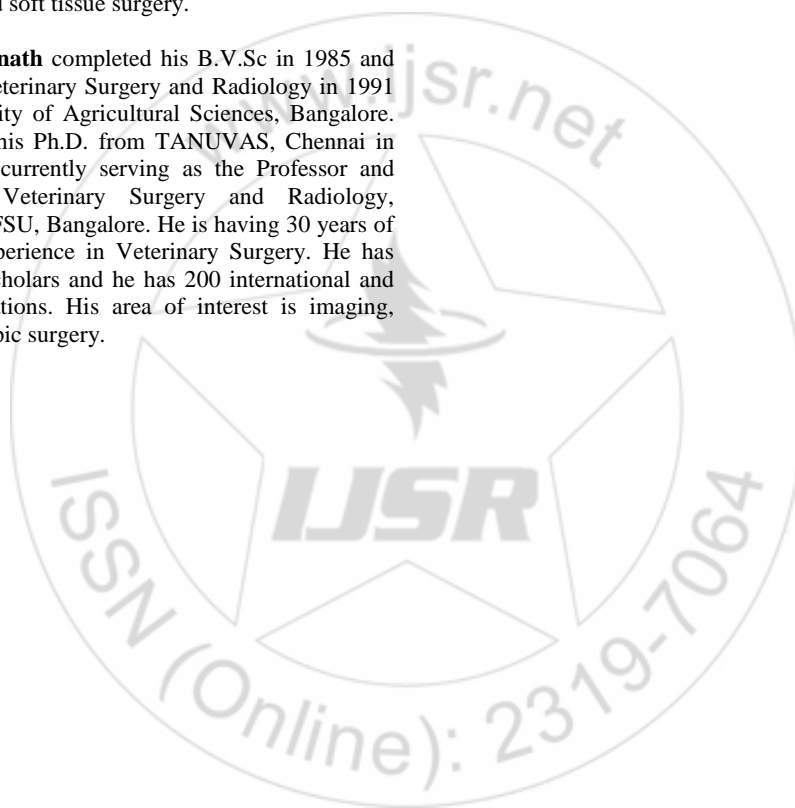 soft tissue surgery.
nath completed his B.V.Sc in 1985 and
eterinary Surgery and Radiology in 1991
ity of Agricultural Sciences, Bangalore.
his Ph.D. from TANUVAS, Chennai in
currently serving as the Professor and
Veterinary Surgery and Radiology,
FSU, Bangalore. He is having 30 years of
perience in Veterinary Surgery. He has
cholars and he has 200 international and
ations. His area of interest is imaging,
pic surgery.
www.ijsr.net
IJSR
ISSN (Online): 2319-7064